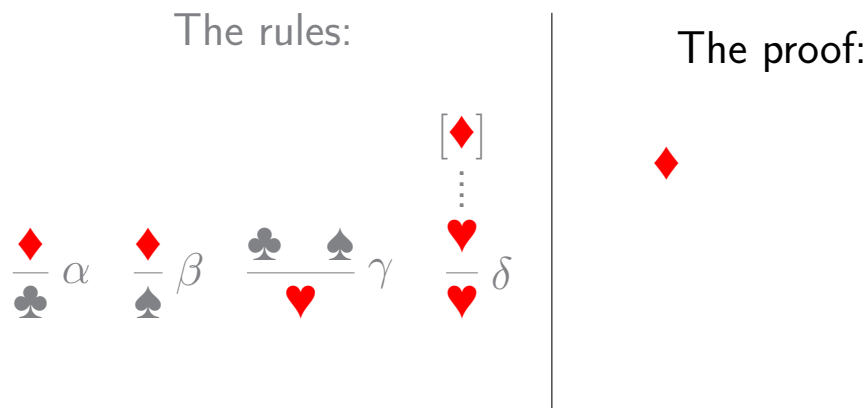 The rules:
The proof:
[♦]
⋮
♥
♦ α
♣
♦ β
♠
♣ ♠ γ
♥
♥ δ
♦